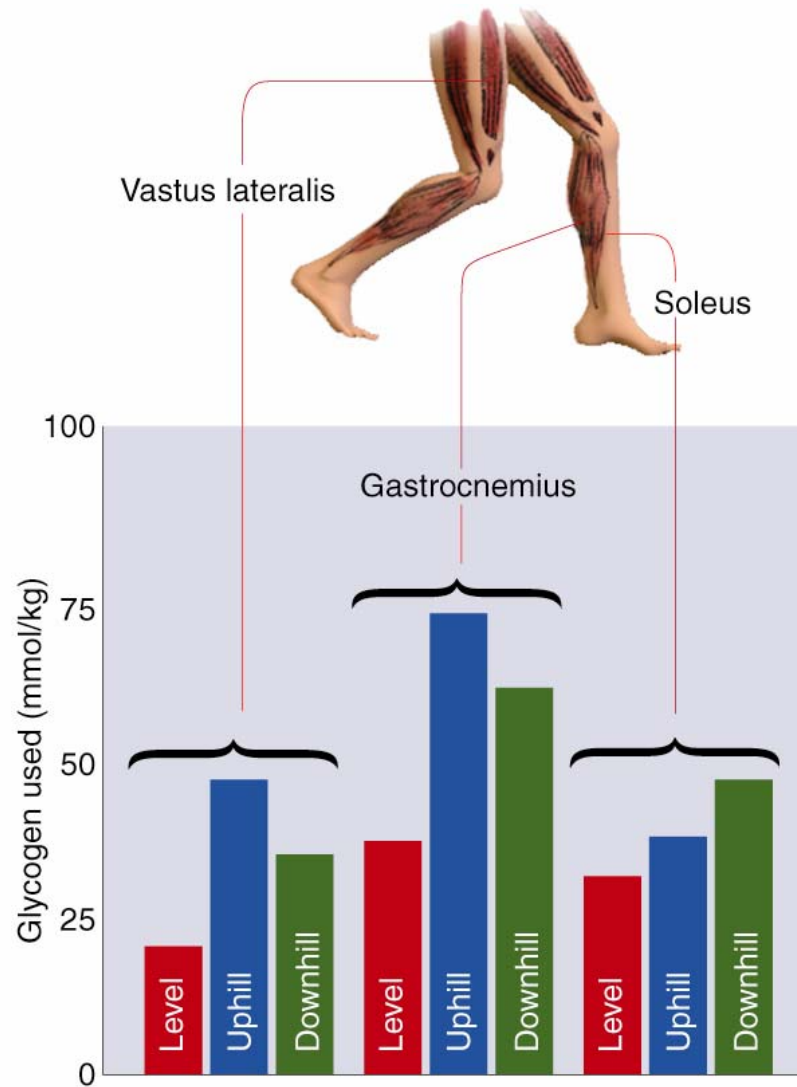 Vastus lateralis
Soleus
Gastrocnemius
Glycogen used (mmol/kg)
100
75
50
25
0
Level
Uphill
Downhill
Level
Uphill
Downhill
Level
Uphill
Downhill